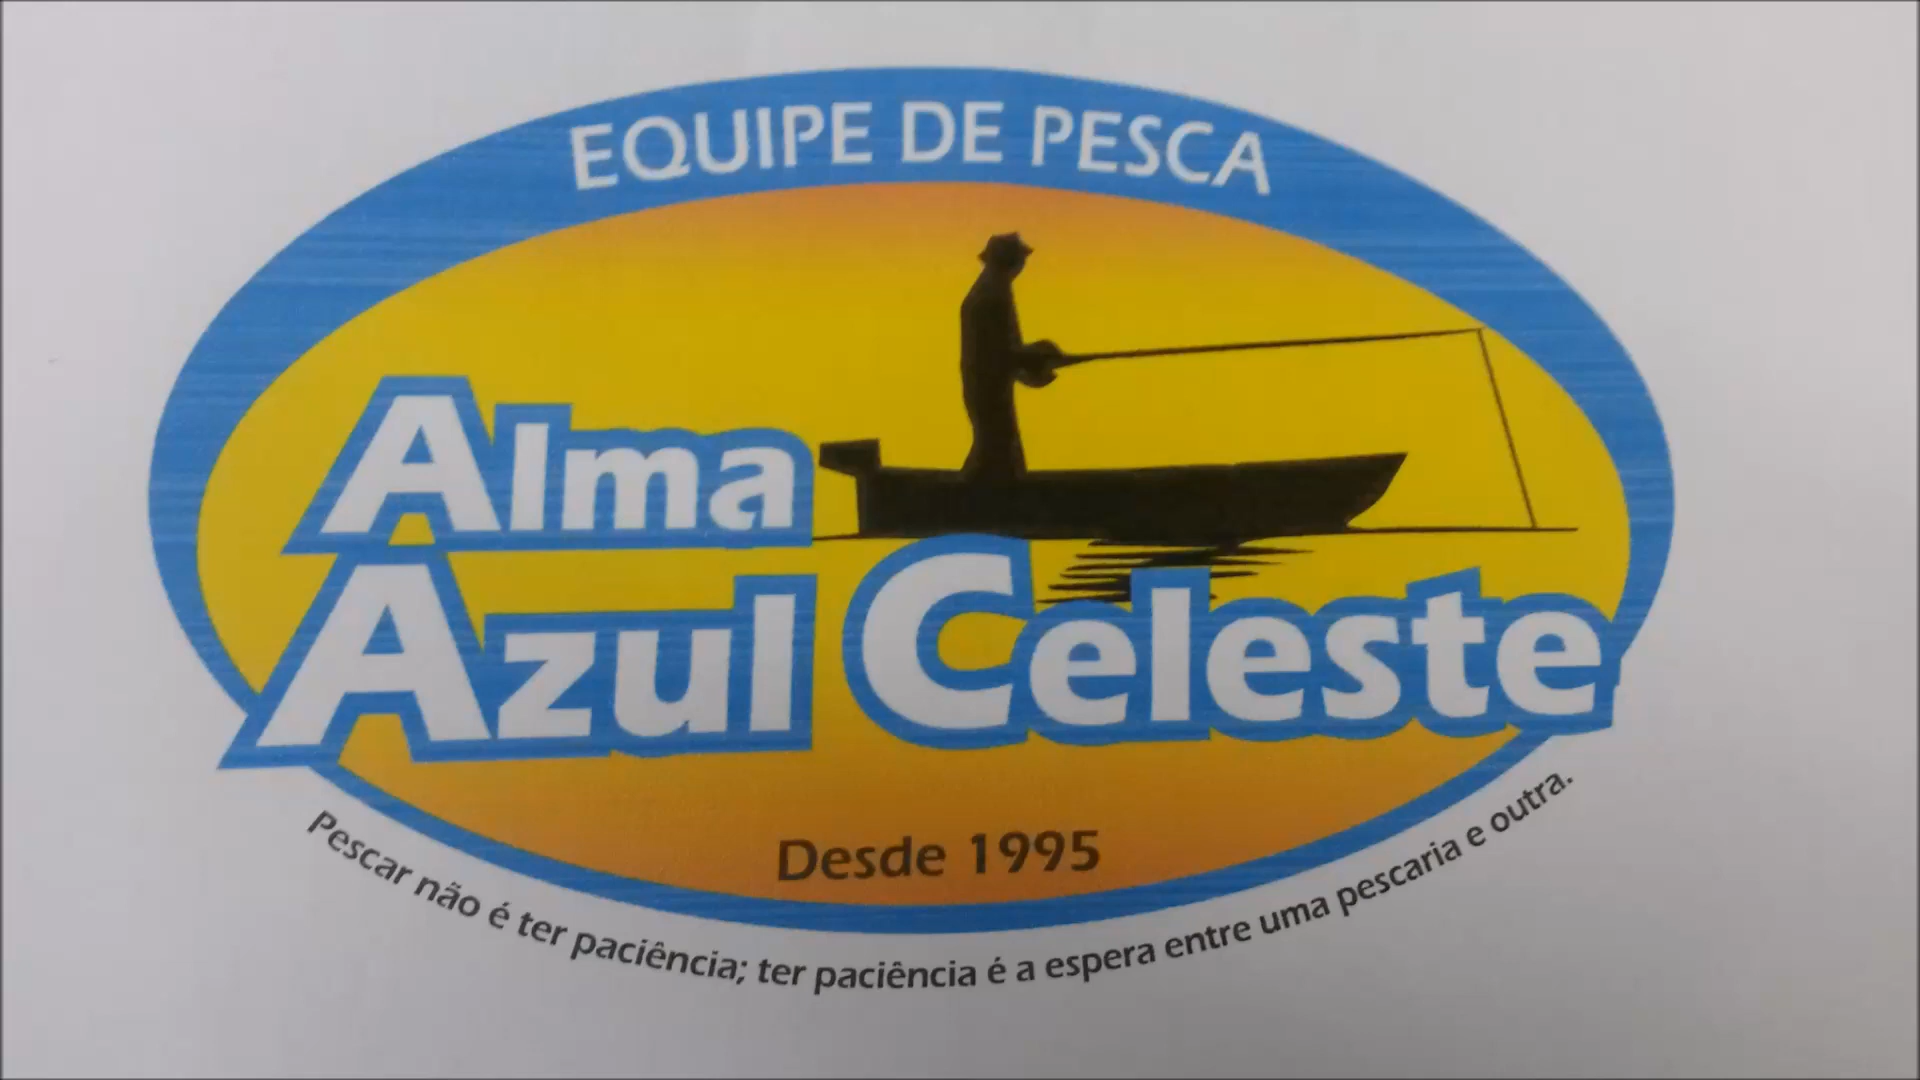 EQUIPE DE PESCA
Alma
Azul Celeste
Desde 1995
Pescar não é ter paciência; ter paciência é a espera entre uma pescaria e outra.